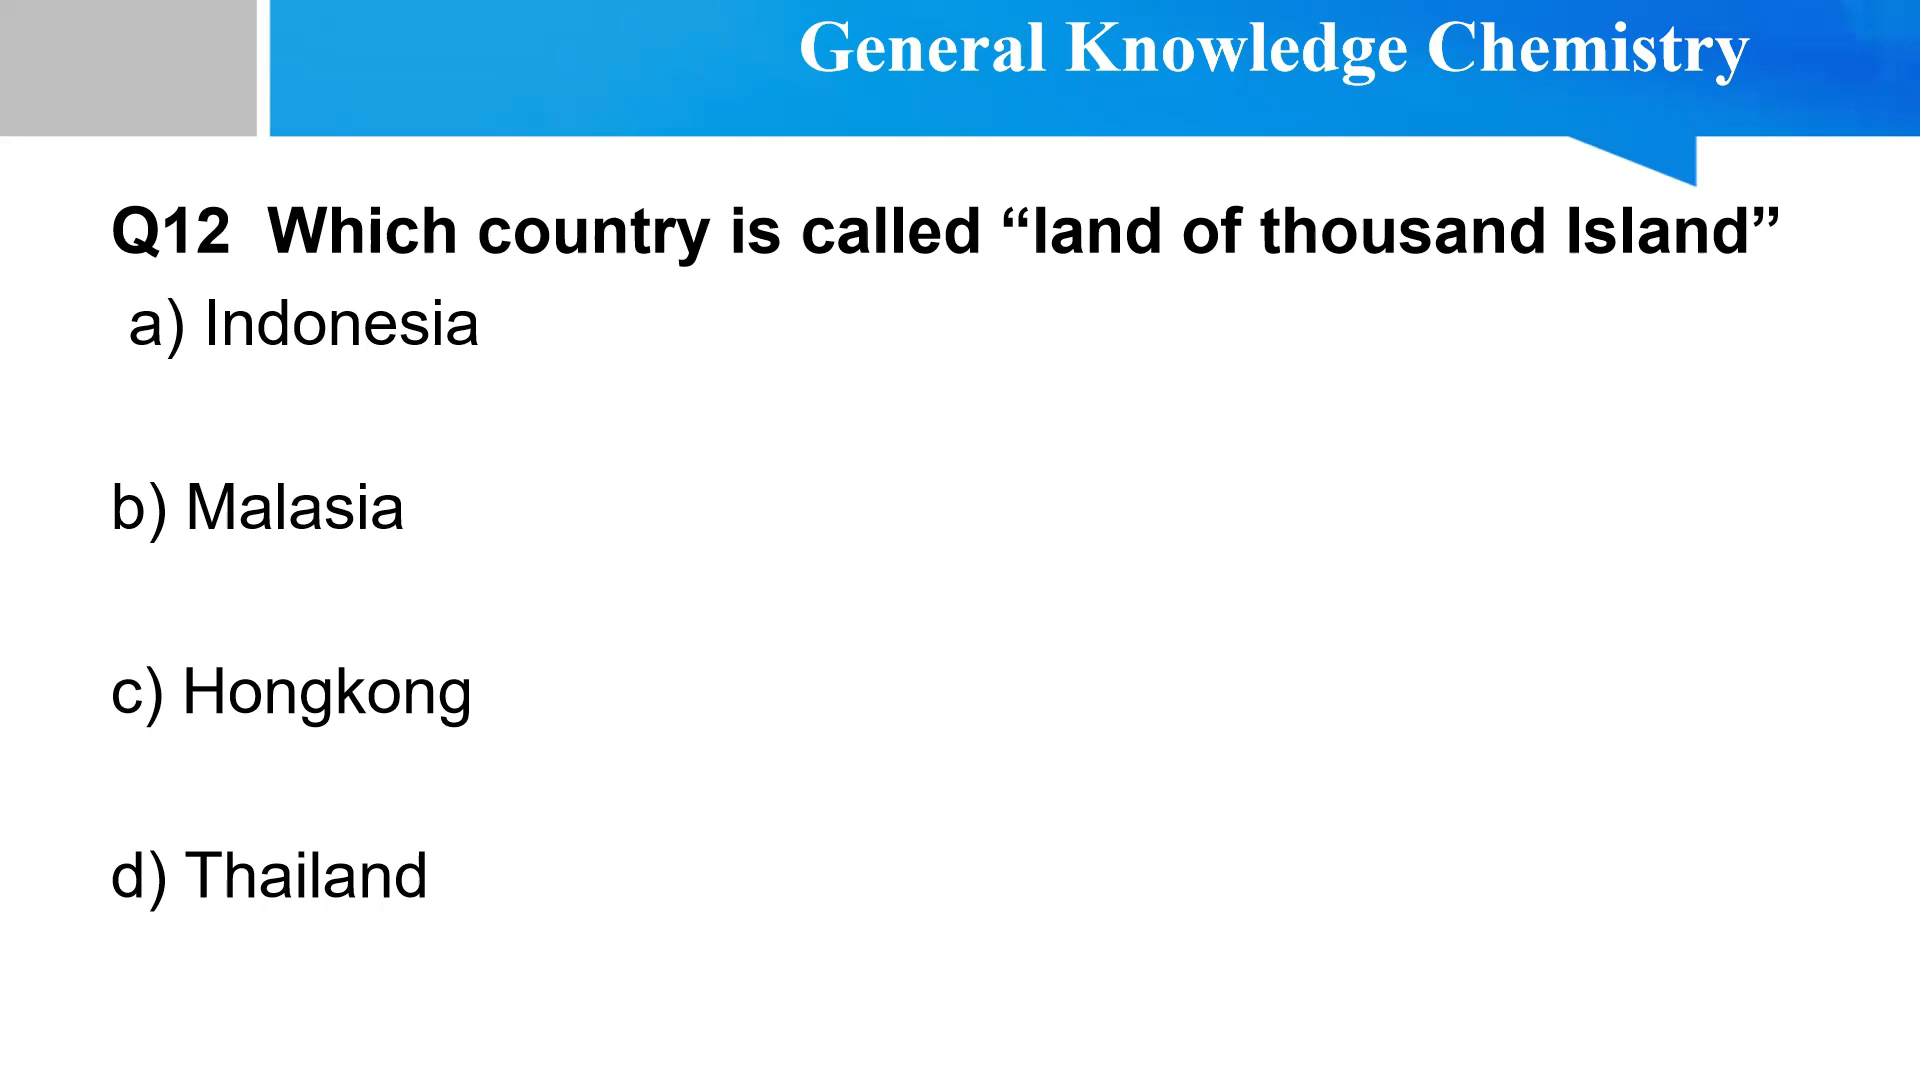 General Knowledge Chemistry
Q12  Which country is called “land of thousand Island”
a) Indonesia
b) Malasia
c) Hongkong
d) Thailand